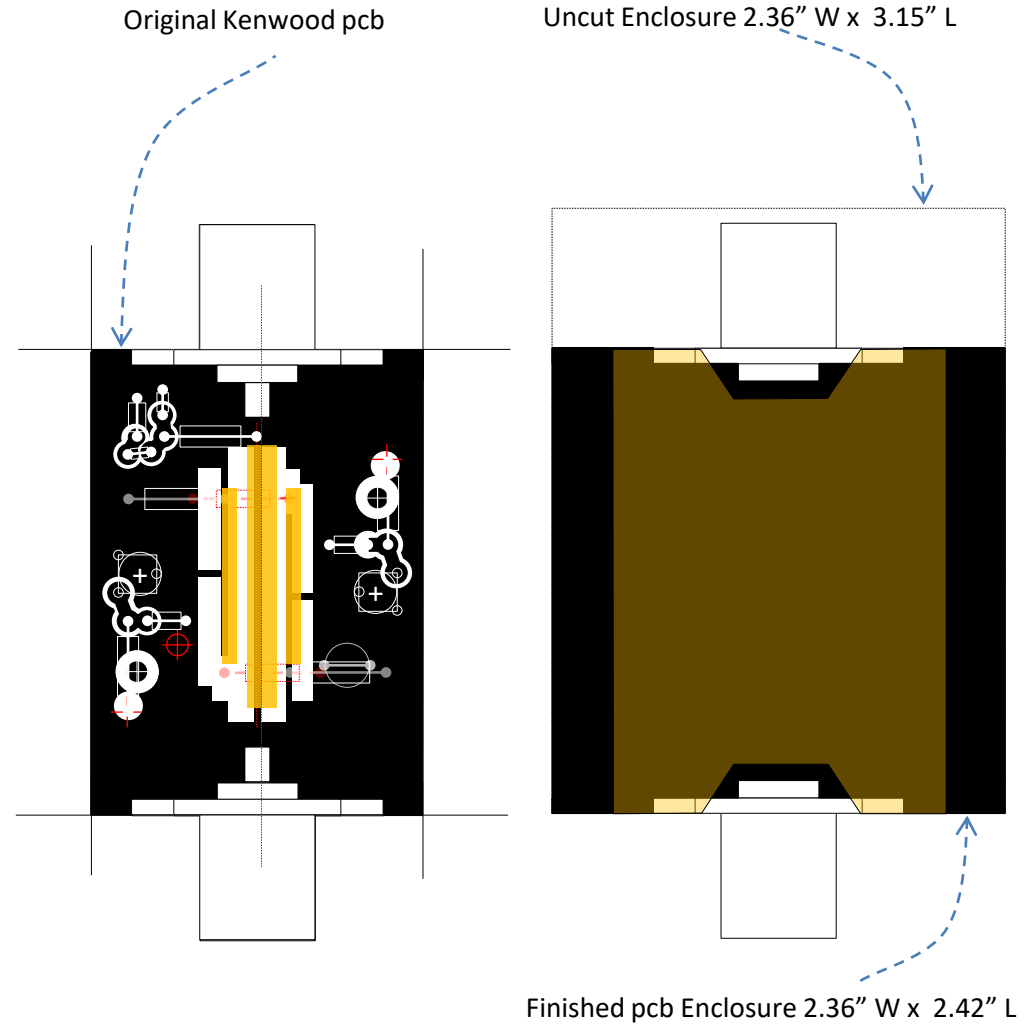 Original Kenwood pcb
Uncut Enclosure 2.36” W x  3.15” L
Finished pcb Enclosure 2.36” W x  2.42” L